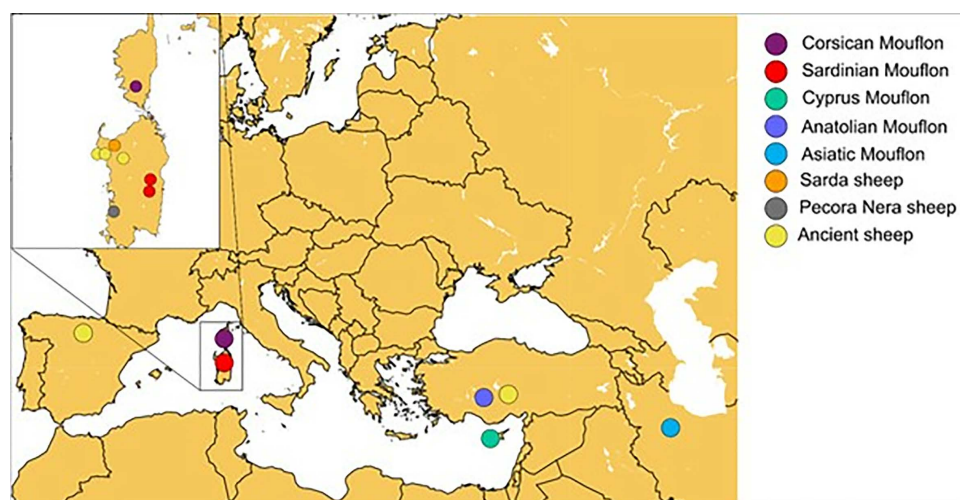 Corsican Mouflon
Sardinian Mouflon
Cyprus Mouflon
Anatolian Mouflon
Asiatic Mouflon
Sarda sheep
Pecora Nera sheep
Ancient sheep